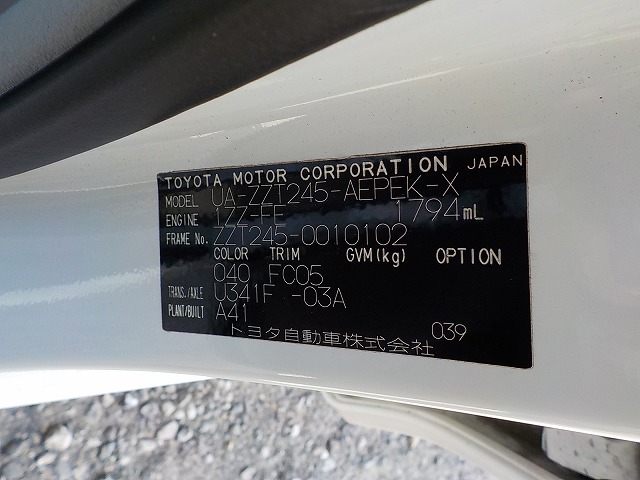 TOYOTA MOTOR CORPORATION JAPAN
MODEL UA-ZZT245-AEPEK-X
ENGINE 1ZZ-FE 1794mL
FRAME No. ZZT245-0010102
COLOR TRIM GVM(kg) OPTION
040 FC05
TRANS./AXLE U341F -03A
PLANT/BUILT A41
トヨタ自動車株式会社 039